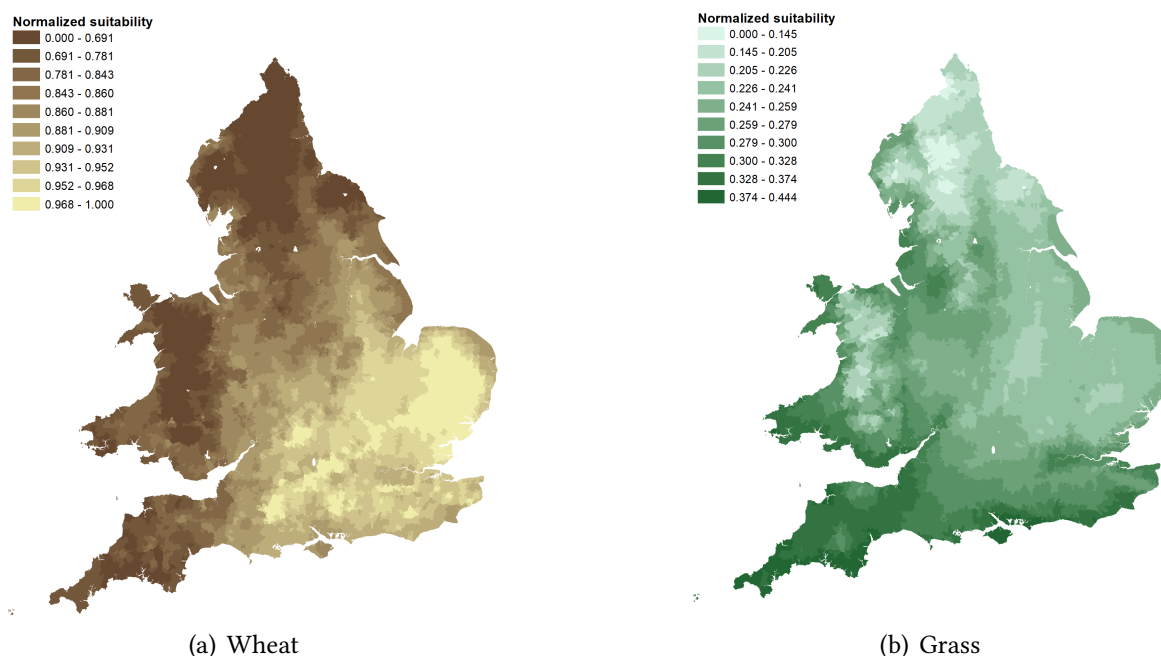 Normalized suitability
0.000 - 0.691
0.691 - 0.781
0.781 - 0.843
0.843 - 0.860
0.860 - 0.881
0.881 - 0.909
0.909 - 0.931
0.931 - 0.952
0.952 - 0.968
0.968 - 1.000
(a) Wheat
Normalized suitability
0.000 - 0.145
0.145 - 0.205
0.205 - 0.226
0.226 - 0.241
0.241 - 0.259
0.259 - 0.279
0.279 - 0.300
0.300 - 0.328
0.328 - 0.374
0.374 - 0.444
(b) Grass